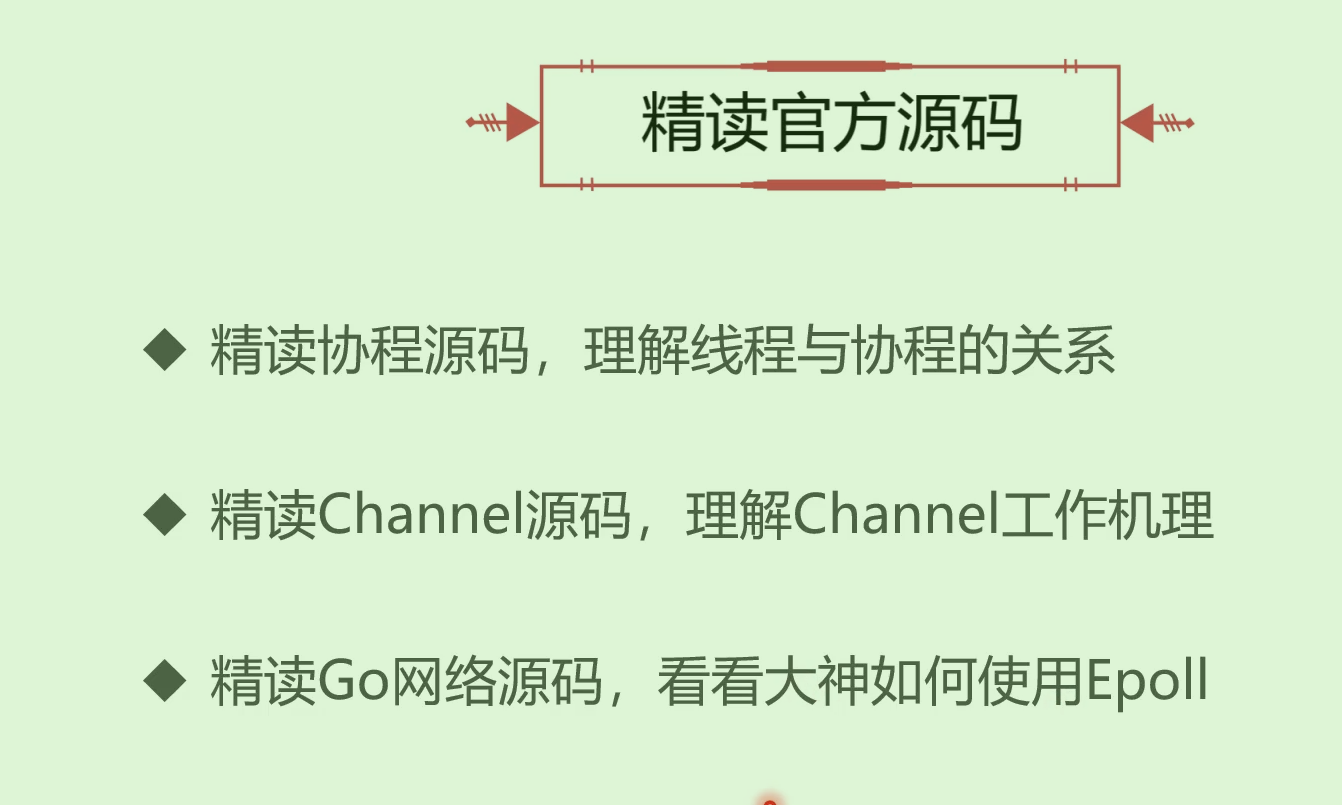 精读官方源码
精读协程源码，理解线程与协程的关系
精读Channel源码，理解Channel工作机理
精读Go网络源码，看看大神如何使用Epoll